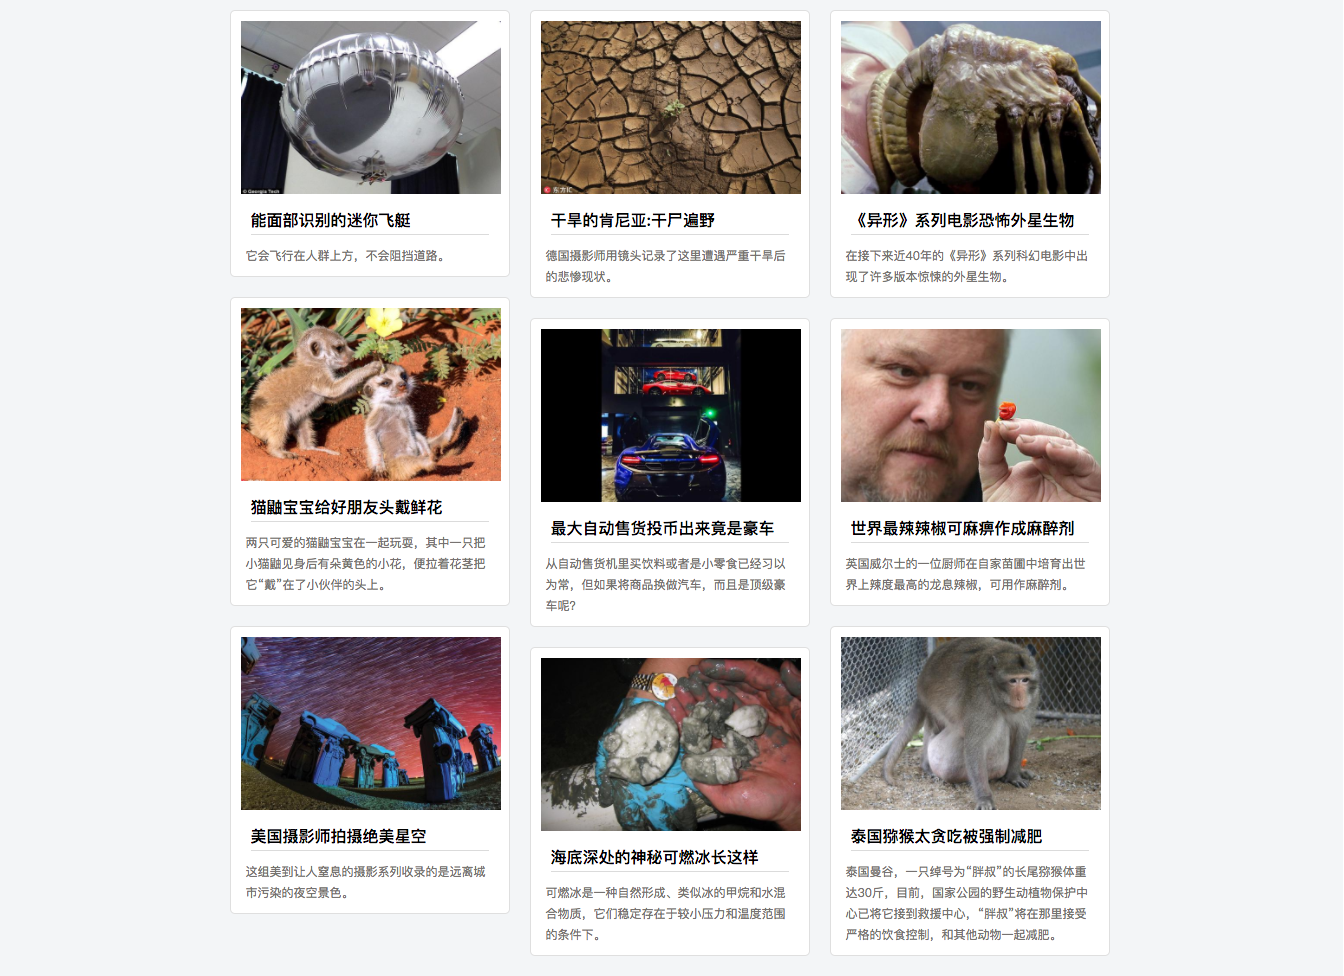 © Georgia Tech
能面部识别的迷你飞艇
它会飞行在人群上方，不会阻挡道路。
东方IC
干旱的肯尼亚:干尸遍野
德国摄影师用镜头记录了这里遭遇严重干旱后
的悲惨现状。
《异形》系列电影恐怖外星生物
在接下来近40年的《异形》系列科幻电影中出
现了许多版本惊悚的外星生物。
猫鼬宝宝给好朋友头戴鲜花
两只可爱的猫鼬宝宝在一起玩耍，其中一只把
小猫鼬见身后有朵黄色的小花，便拉着花茎把
它“戴”在了小伙伴的头上。
最大自动售货投币出来竟是豪车
从自动售货机里买饮料或者是小零食已经习以
为常，但如果将商品换做汽车，而且是顶级豪
车呢？
世界最辣辣椒可麻痹作成麻醉剂
英国威尔士的一位厨师在自家苗圃中培育出世
界上辣度最高的龙息辣椒，可用作麻醉剂。
美国摄影师拍摄绝美星空
这组美到让人窒息的摄影系列收录的是远离城
市污染的夜空景色。
海底深处的神秘可燃冰长这样
可燃冰是一种自然形成、类似冰的甲烷和水混
合物质，它们稳定存在于较小压力和温度范围
的条件下。
泰国猕猴太贪吃被强制减肥
泰国曼谷，一只绰号为“胖叔”的长尾猕猴体重
达30斤，目前，国家公园的野生动植物保护中
心已将它接到救援中心，“胖叔”将在那里接受
严格的饮食控制，和其他动物一起减肥。